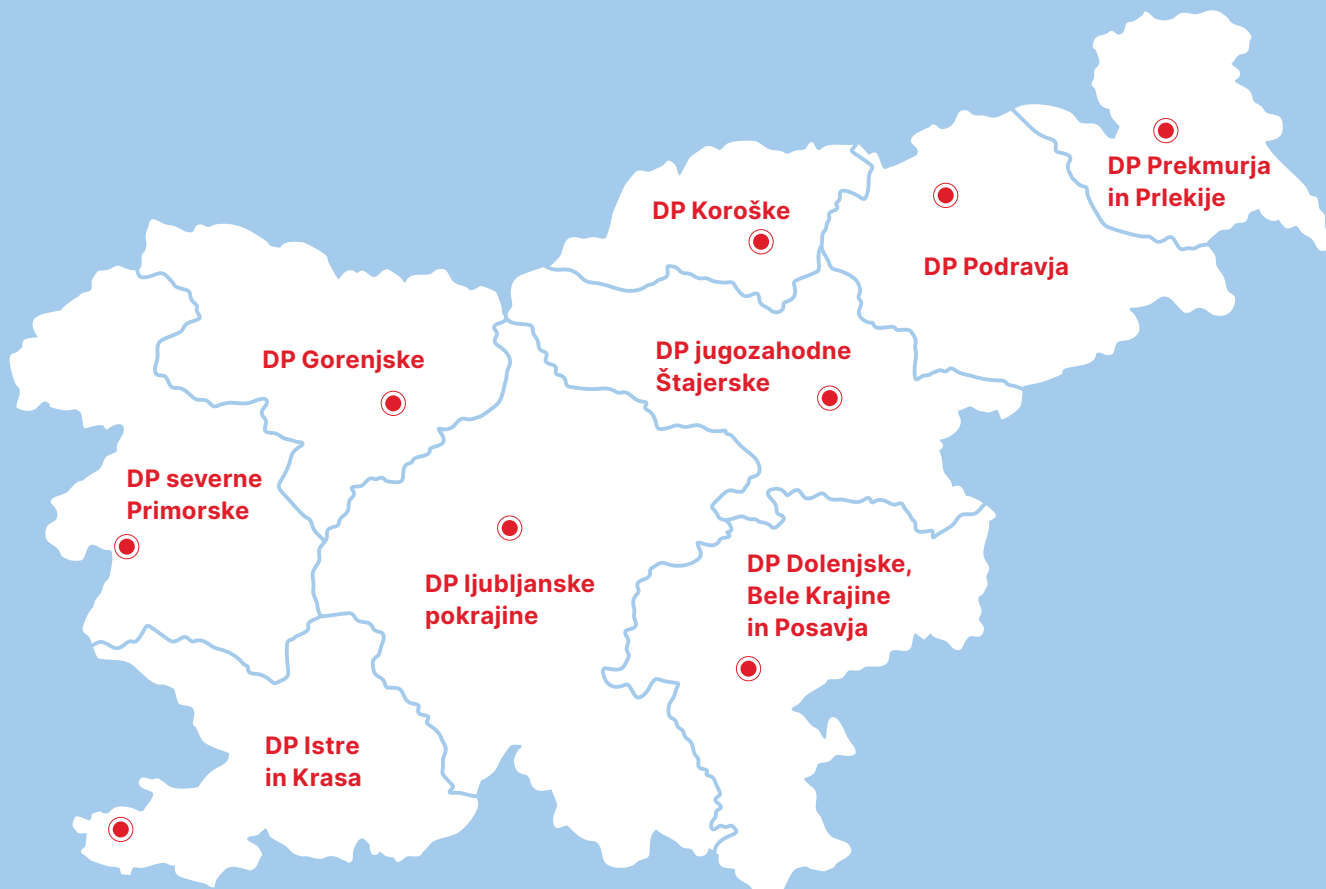 DP Prekmurja
in Prlekije
DP Koroške
DP Podravja
DP Gorenjske
DP jugozahodne
Štajerske
DP severne
Primorske
DP ljubljanske
pokrajine
DP Dolenjske,
Bele Krajine
in Posavja
DP Istre
in Krasa